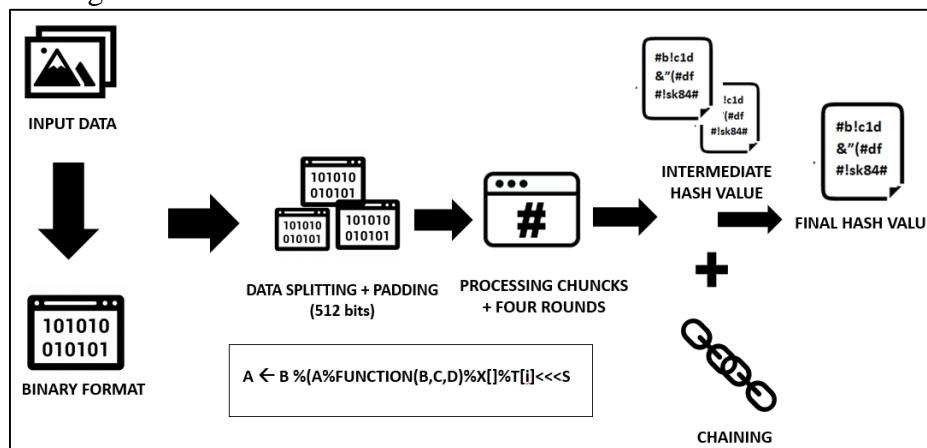 INPUT DATA
101010
010101
BINARY FORMAT
101010
010101
101010
010101
101010
010101
DATA SPLITTING + PADDING
(512 bits)
#
PROCESSING CHUNCKS
+ FOUR ROUNDS
A ← B %(A%FUNCTION(B,C,D)%X[]%T[i]<<<S
#b!c1d
&"(#df
#!sk84#
!c1d
"(#df
#!sk84#
INTERMEDIATE
HASH VALUE
+
CHAINING
#b!c1d
&"(#df
#!sk84#
FINAL HASH VALU